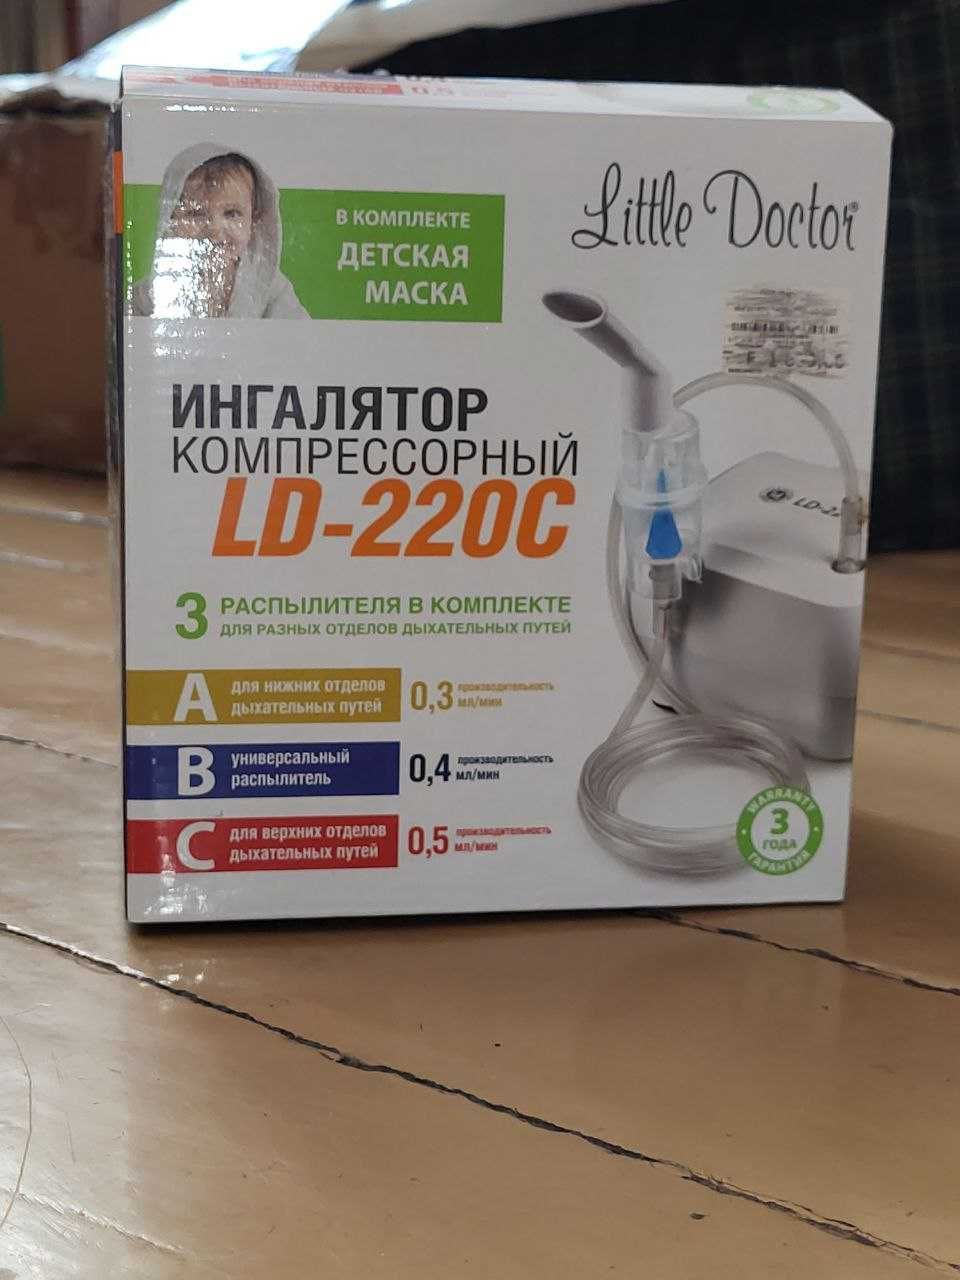 В КОМПЛЕКТЕ
ДЕТСКАЯ
МАСКА
Little Doctor®
ИНГАЛЯТОР
КОМПРЕССОРНЫЙ
LD-220C
3 РАСПЫЛИТЕЛЯ В КОМПЛЕКТЕ
ДЛЯ РАЗНЫХ ОТДЕЛОВ ДЫХАТЕЛЬНЫХ ПУТЕЙ
A для нижних отделов
дыхательных путей
0,3 производительность
мл/мин
B универсальный
распылитель
0,4 производительность
мл/мин
C для верхних отделов
дыхательных путей
0,5 производительность
мл/мин
WARRANTY
3
ГОДА
ГАРАНТИИ